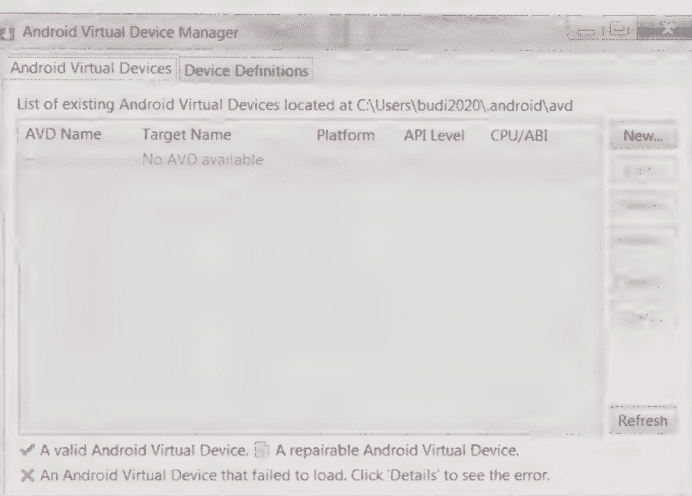 Android Virtual Device Manager
Android Virtual Devices Device Definitions
List of existing Android Virtual Devices located at C:\Users\budi2020\.android\avd
AVD Name Target Name Platform API Level CPU/ABI New...
-- No AVD available
Refresh
A valid Android Virtual Device. A repairable Android Virtual Device.
An Android Virtual Device that failed to load. Click 'Details' to see the error.